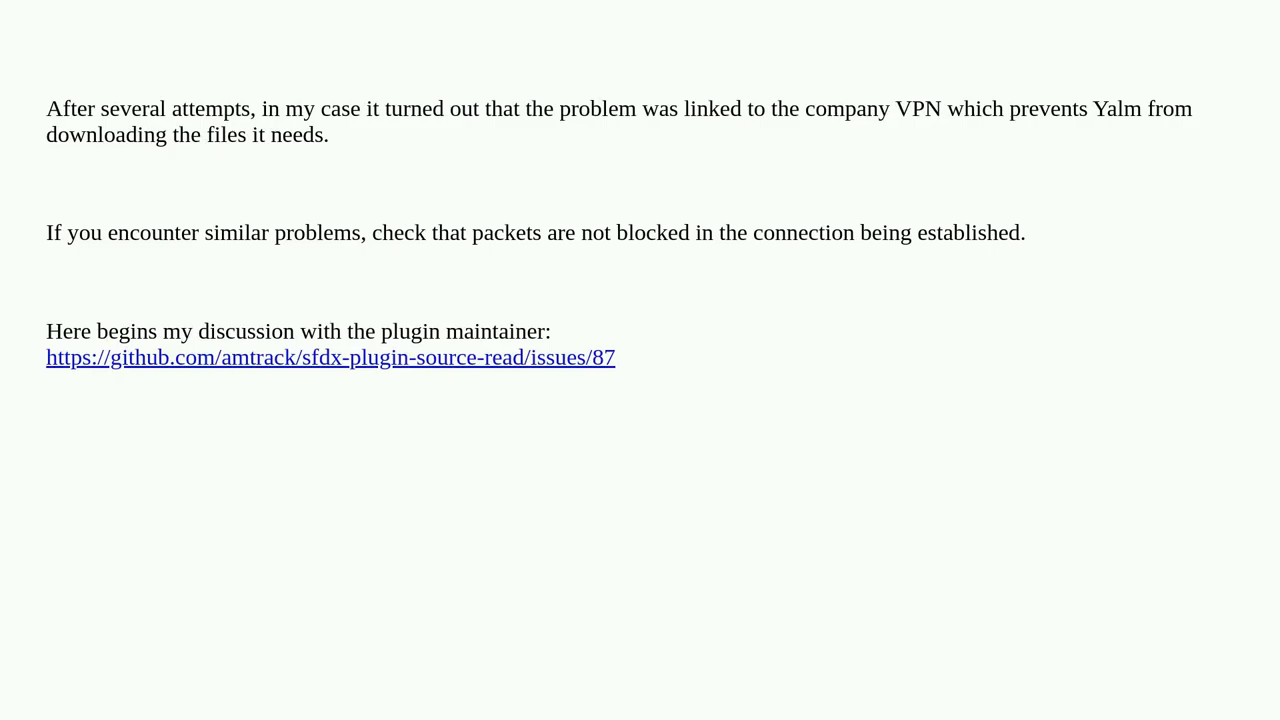 After several attempts, in my case it turned out that the problem was linked to the company VPN which prevents Yalm from
downloading the files it needs.
If you encounter similar problems, check that packets are not blocked in the connection being established.
Here begins my discussion with the plugin maintainer:
https://github.com/amtrack/sfdx-plugin-source-read/issues/87